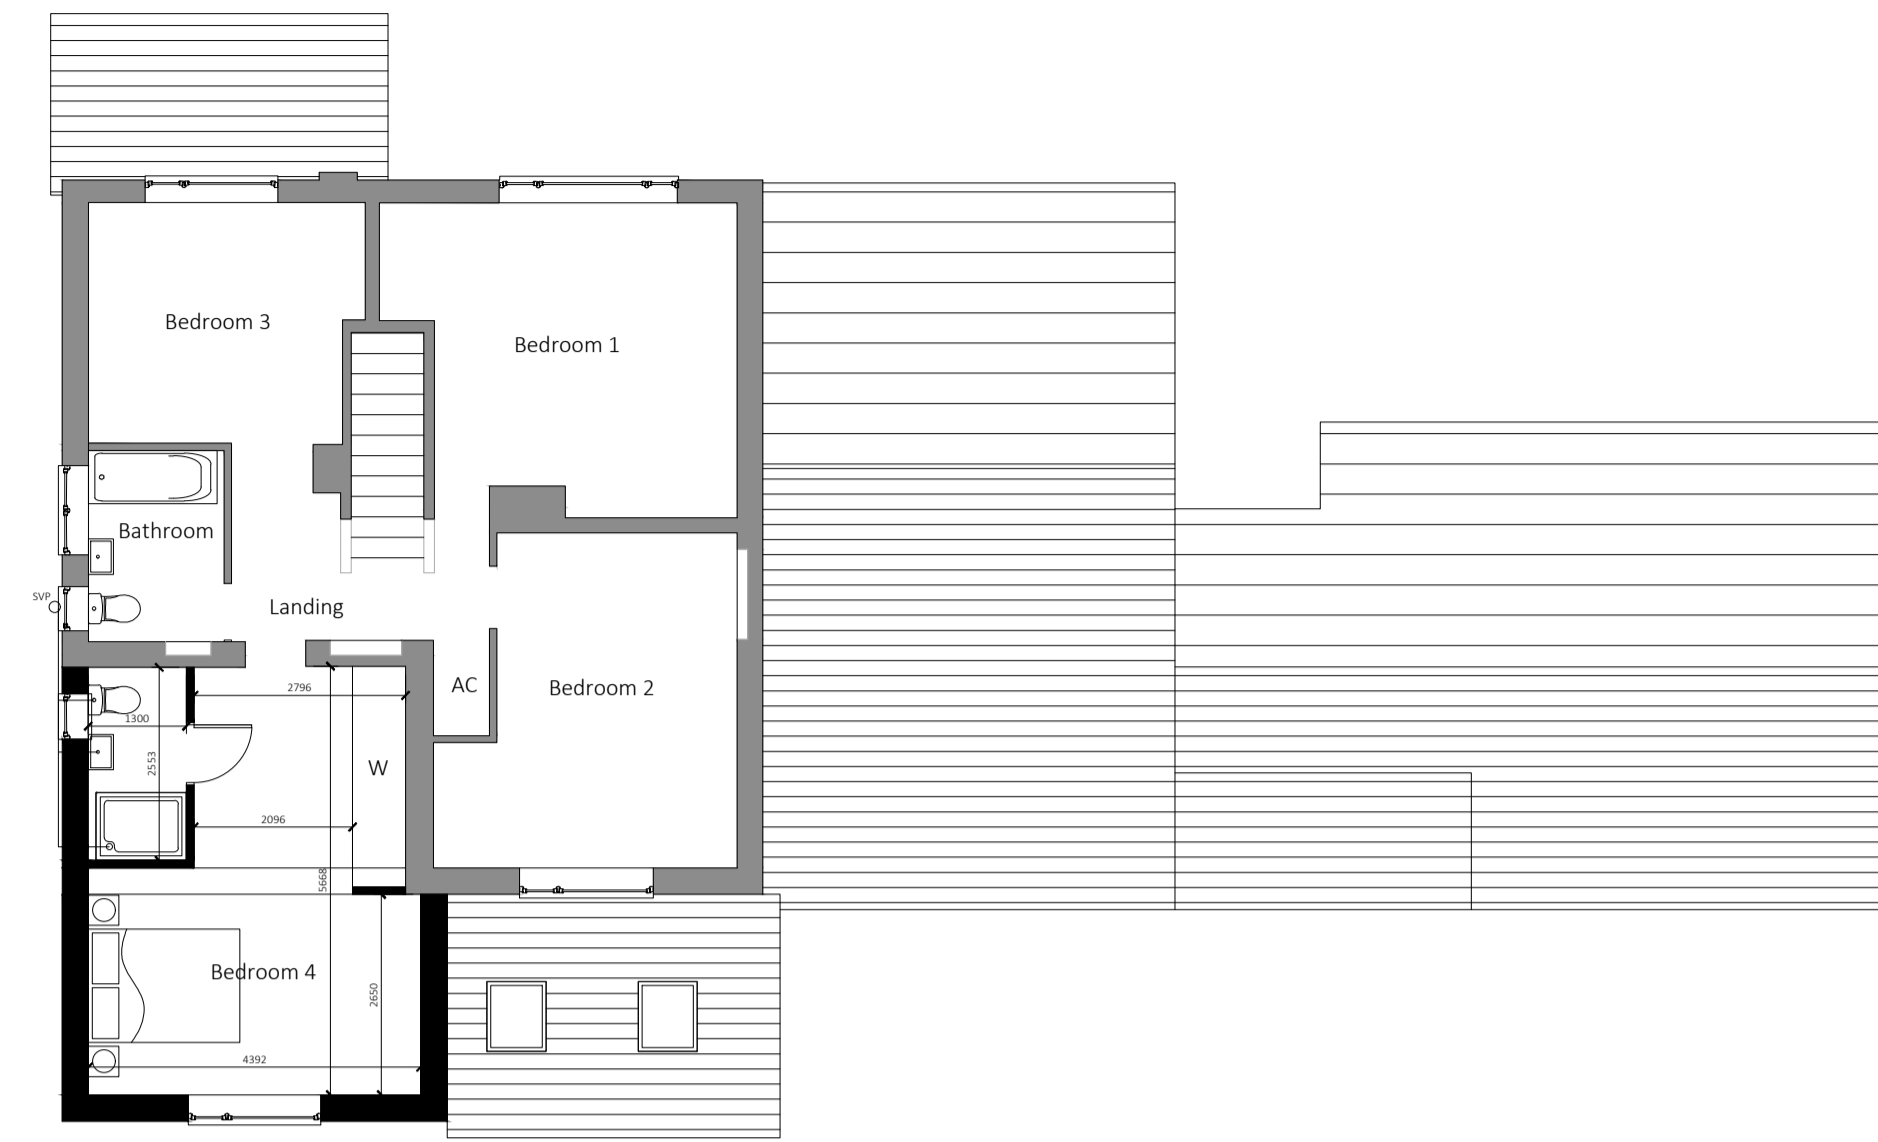 Bedroom 3
Bedroom 1
Bathroom
SVP
Landing
2796
AC
Bedroom 2
1300
2553
W
2096
5668
Bedroom 4
2650
4392